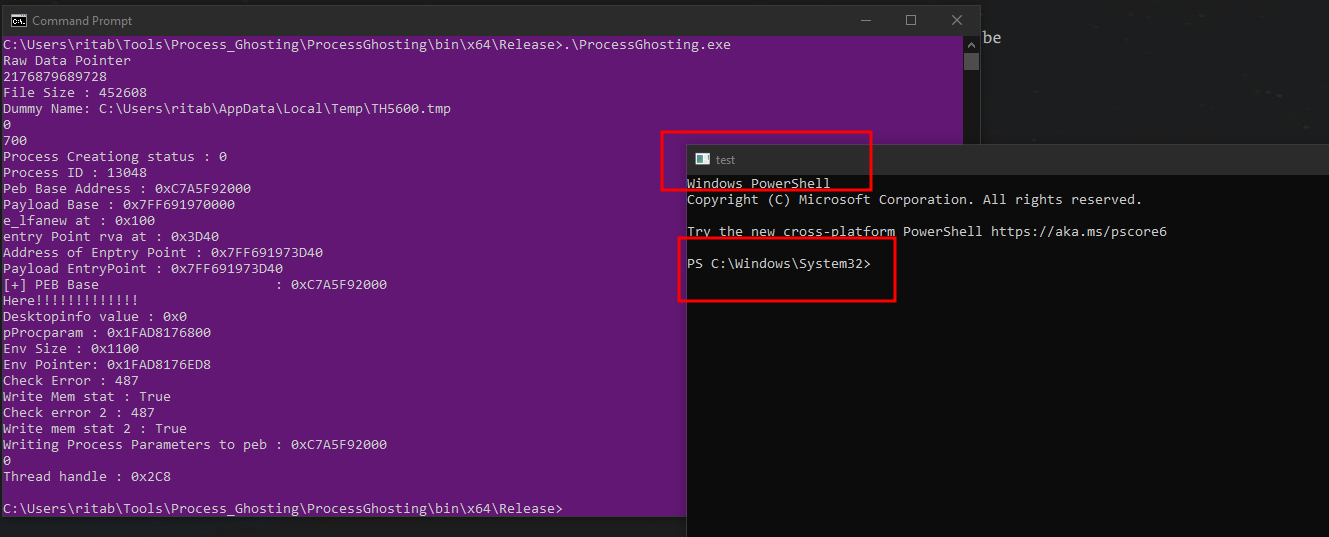 Command Prompt
C:\Users\ritab\Tools\Process_Ghosting\ProcessGhosting\bin\x64\Release>.\ProcessGhosting.exe
Raw Data Pointer
2176879689728
File Size : 452608
Dummy Name: C:\Users\ritab\AppData\Local\Temp\TH5600.tmp
0
700
Process Creationg status : 0
Process ID : 13048
Peb Base Address : 0xC7A5F92000
Payload Base : 0x7FF691970000
e_lfanew at : 0x100
entry Point rva at : 0x3D40
Address of Enptry Point : 0x7FF691973D40
Payload EntryPoint : 0x7FF691973D40
[+] PEB Base                      : 0xC7A5F92000
Here!!!!!!!!!!!!!
Desktopinfo value : 0x0
pProcparam : 0x1FAD8176800
Env Size : 0x1100
Env Pointer: 0x1FAD8176ED8
Check Error : 487
Write Mem stat : True
Check error 2 : 487
Write mem stat 2 : True
Writing Process Parameters to peb : 0xC7A5F92000
0
Thread handle : 0x2C8
C:\Users\ritab\Tools\Process_Ghosting\ProcessGhosting\bin\x64\Release>
be
test
Windows PowerShell
Copyright (C) Microsoft Corporation. All rights reserved.
Try the new cross-platform PowerShell https://aka.ms/pscore6
PS C:\Windows\System32>